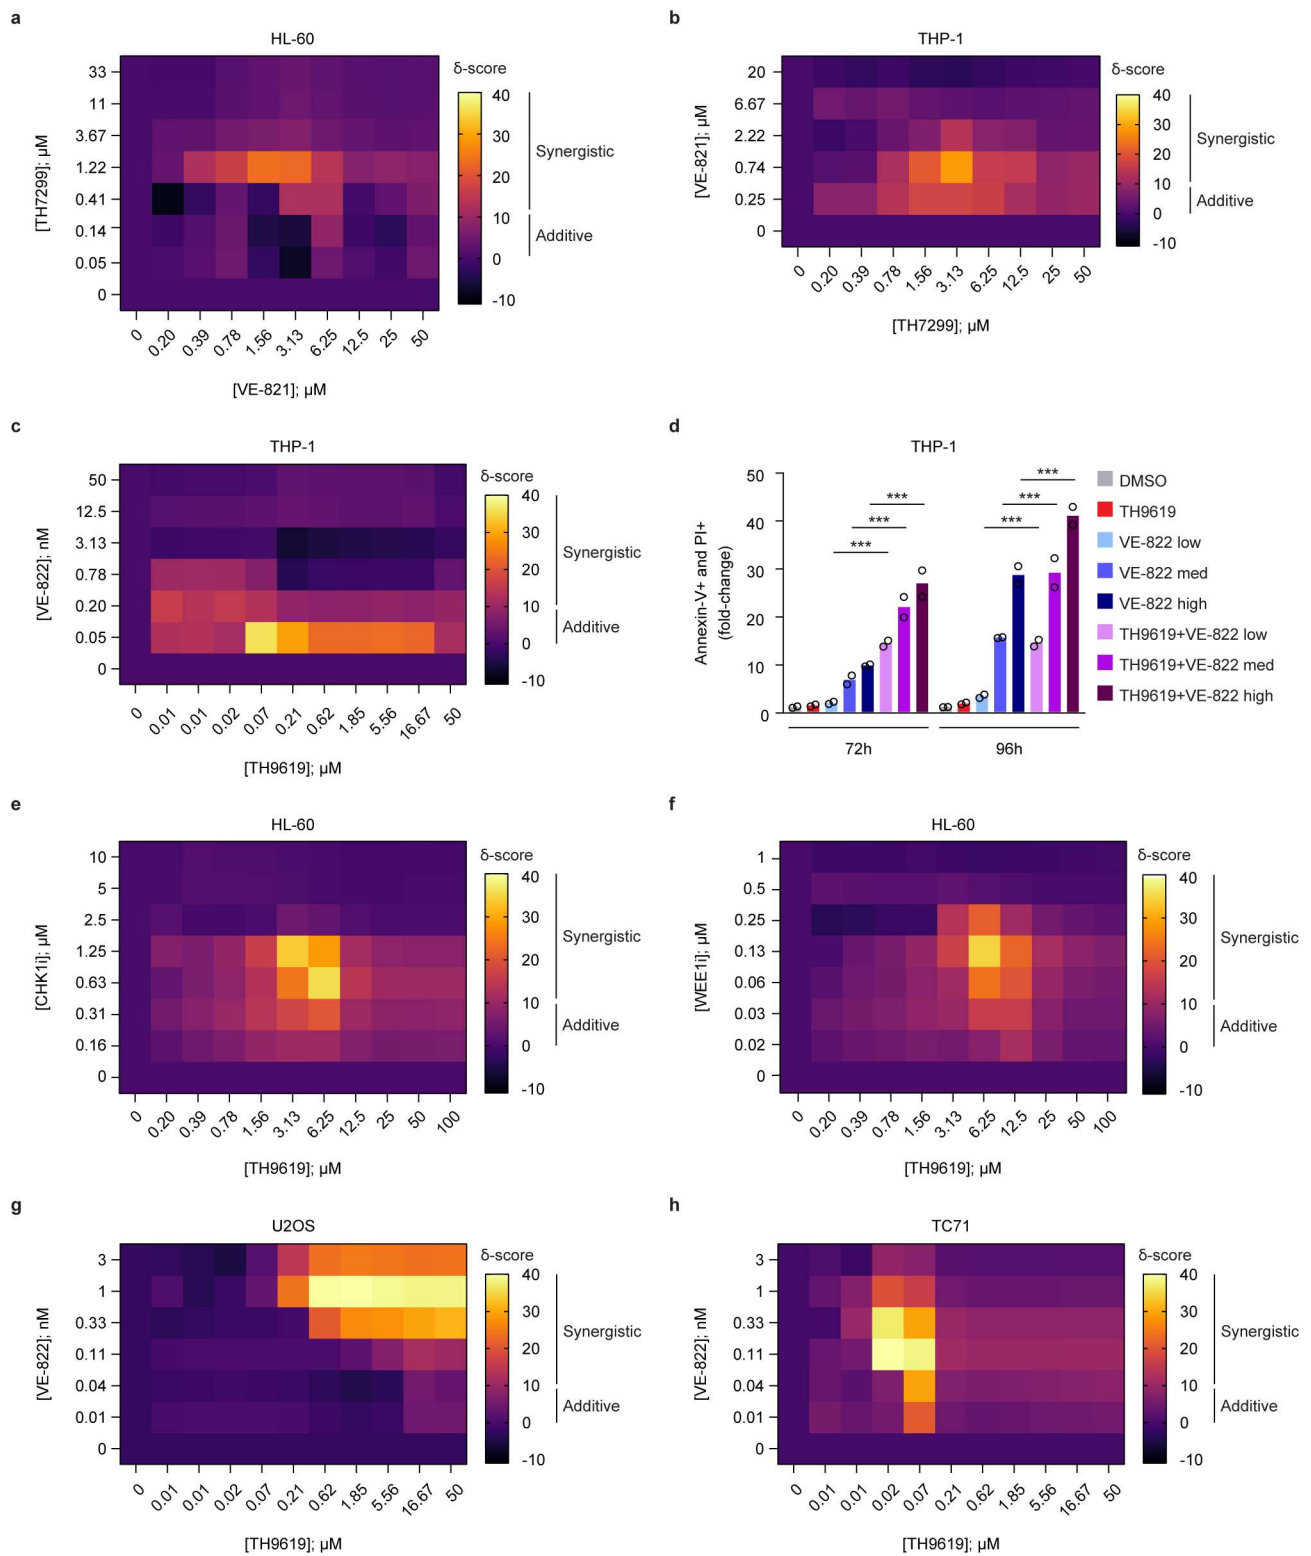 a
HL-60
[TH7299]; µM
33
11
3.67
1.22
0.41
0.14
0.05
0
0 0.20 0.39 0.78 1.56 3.13 6.25 12.5 25 50
[VE-821]; µM
δ-score
40
30
20
10
0
-10
Synergistic
Additive
b
THP-1
[VE-821]; µM
20
6.67
2.22
0.74
0.25
0
0 0.20 0.39 0.78 1.56 3.13 6.25 12.5 25 50
[TH7299]; µM
δ-score
40
30
20
10
0
-10
Synergistic
Additive
c
THP-1
[VE-822]; nM
50
12.5
3.13
0.78
0.20
0.05
0
0 0.01 0.01 0.02 0.07 0.21 0.62 1.85 5.56 16.67 50
[TH9619]; µM
δ-score
40
30
20
10
0
-10
Synergistic
Additive
d
THP-1
Annexin-V+ and PI+
(fold-change)
50
40
30
20
10
0
*** *** *** *** *** ***
72h 96h
DMSO
TH9619
VE-822 low
VE-822 med
VE-822 high
TH9619+VE-822 low
TH9619+VE-822 med
TH9619+VE-822 high
e
HL-60
[CHK1i]; µM
10
5
2.5
1.25
0.63
0.31
0.16
0
0 0.20 0.39 0.78 1.56 3.13 6.25 12.5 25 50 100
[TH9619]; µM
δ-score
40
30
20
10
0
-10
Synergistic
Additive
f
HL-60
[WEE1i]; µM
1
0.5
0.25
0.13
0.06
0.03
0.02
0
0 0.20 0.39 0.78 1.56 3.13 6.25 12.5 25 50 100
[TH9619]; µM
δ-score
40
30
20
10
0
-10
Synergistic
Additive
g
U2OS
[VE-822]; nM
3
1
0.33
0.11
0.04
0.01
0
0 0.01 0.01 0.02 0.07 0.21 0.62 1.85 5.56 16.67 50
[TH9619]; µM
δ-score
40
30
20
10
0
-10
Synergistic
Additive
h
TC71
[VE-822]; nM
3
1
0.33
0.11
0.04
0.01
0
0 0.01 0.01 0.02 0.07 0.21 0.62 1.85 5.56 16.67 50
[TH9619]; µM
δ-score
40
30
20
10
0
-10
Synergistic
Additive